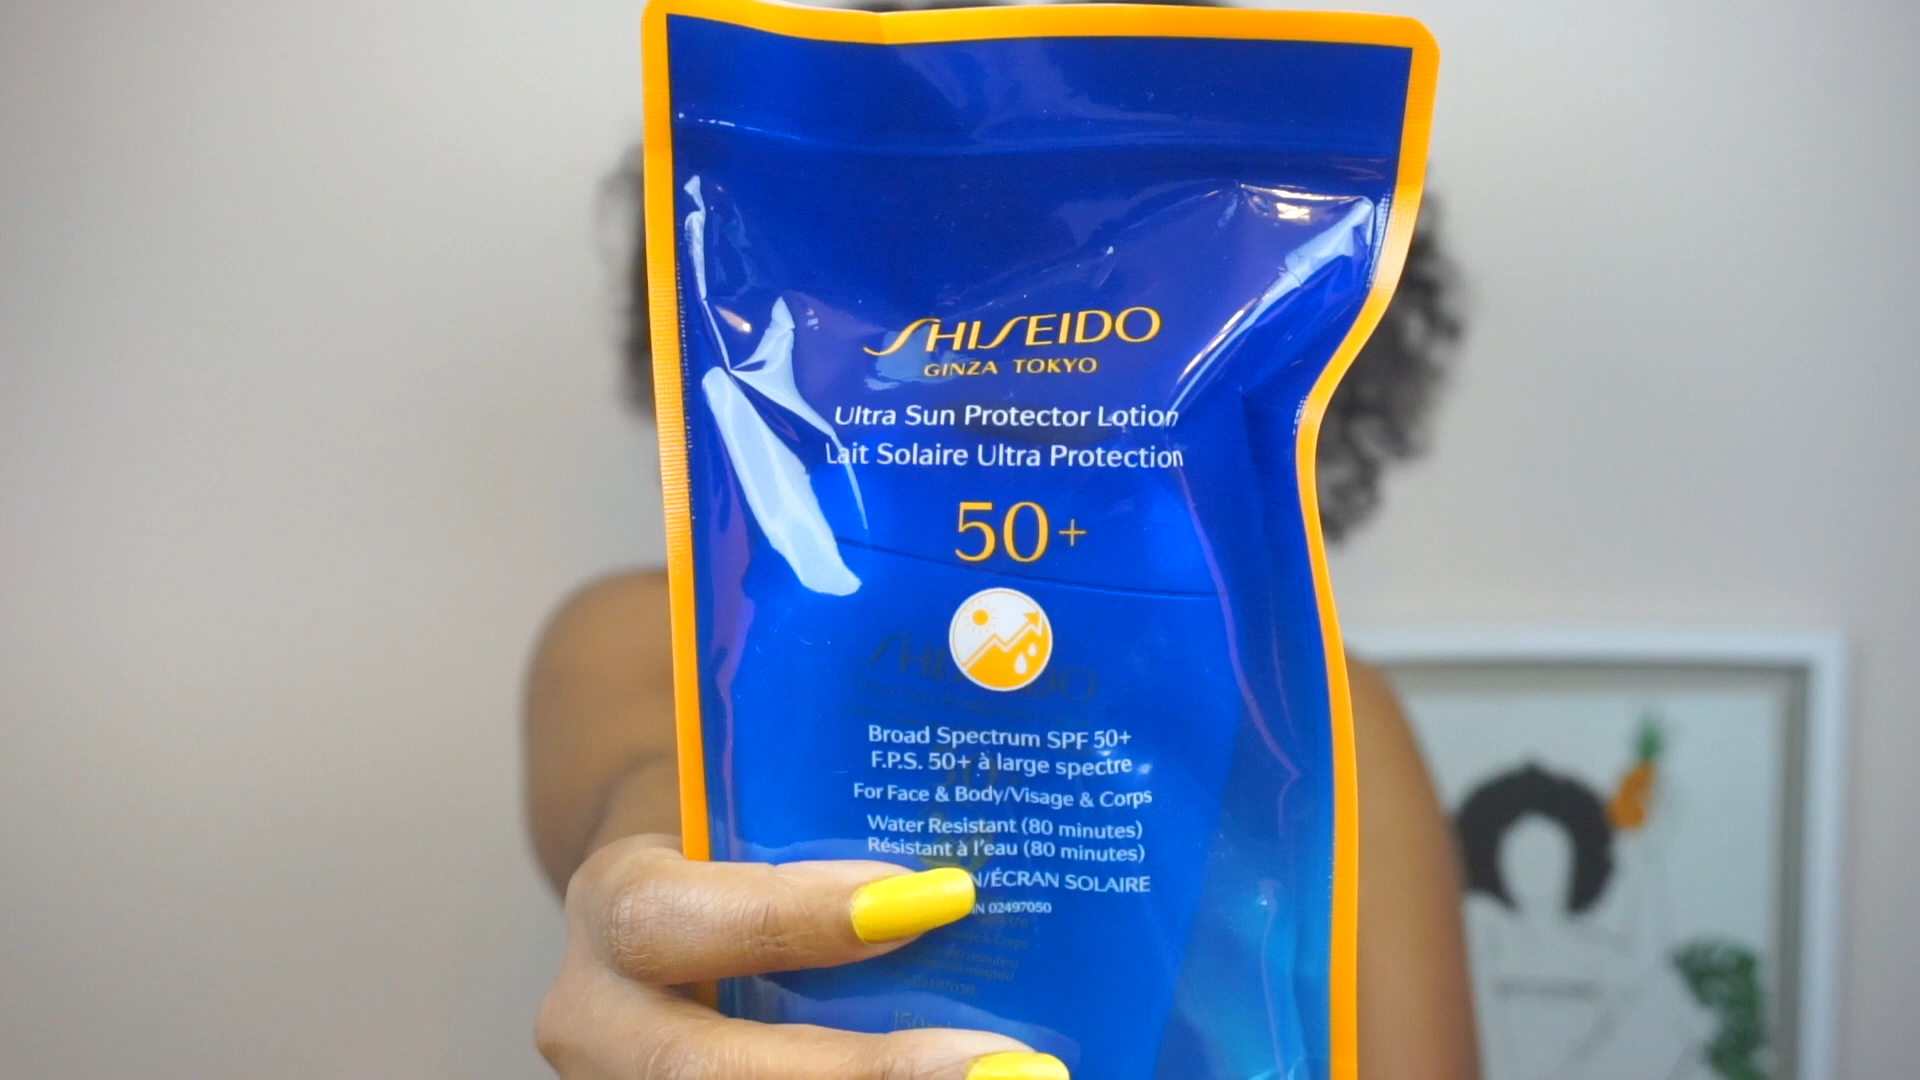 SHISEIDO
GINZA TOKYO
Ultra Sun Protector Lotion
Lait Solaire Ultra Protection
50+
Broad Spectrum SPF 50+
F.P.S. 50+ à large spectre
For Face & Body/Visage & Corps
Water Resistant (80 minutes)
Résistant à l'eau (80 minutes)
N/ÉCRAN SOLAIRE
IN 02497050